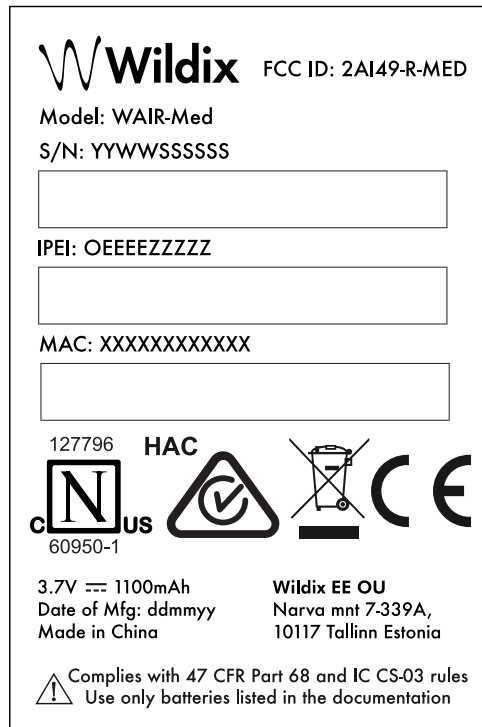 Wildix FCC ID: 2AI49-R-MED
Model: WAIR-Med
S/N: YYWWSSSSSS
IPEI: OEEEEZZZZZ
MAC: XXXXXXXXXXXX
127796 HAC
N
C US
60950-1
CE
3.7V ⎓ 1100mAh
Date of Mfg: ddmmyy
Made in China
Wildix EE OU
Narva mnt 7-339A,
10117 Tallinn Estonia
Complies with 47 CFR Part 68 and IC CS-03 rules
Use only batteries listed in the documentation